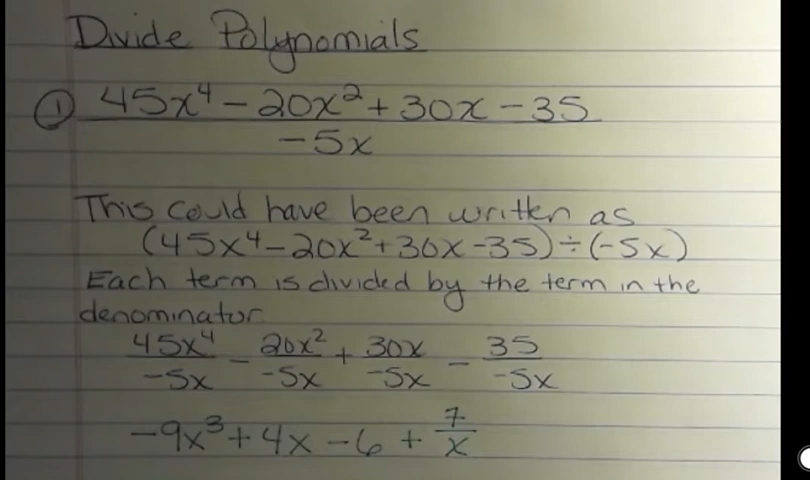 Divide Polynomials
① 45x⁴ - 20x² + 30x - 35
-5x
This could have been written as
(45x⁴ - 20x² + 30x - 35) ÷ (-5x)
Each term is divided by the term in the
denominator
45x⁴/-5x - 20x²/-5x + 30x/-5x - 35/-5x
-9x³ + 4x - 6 + 7/x